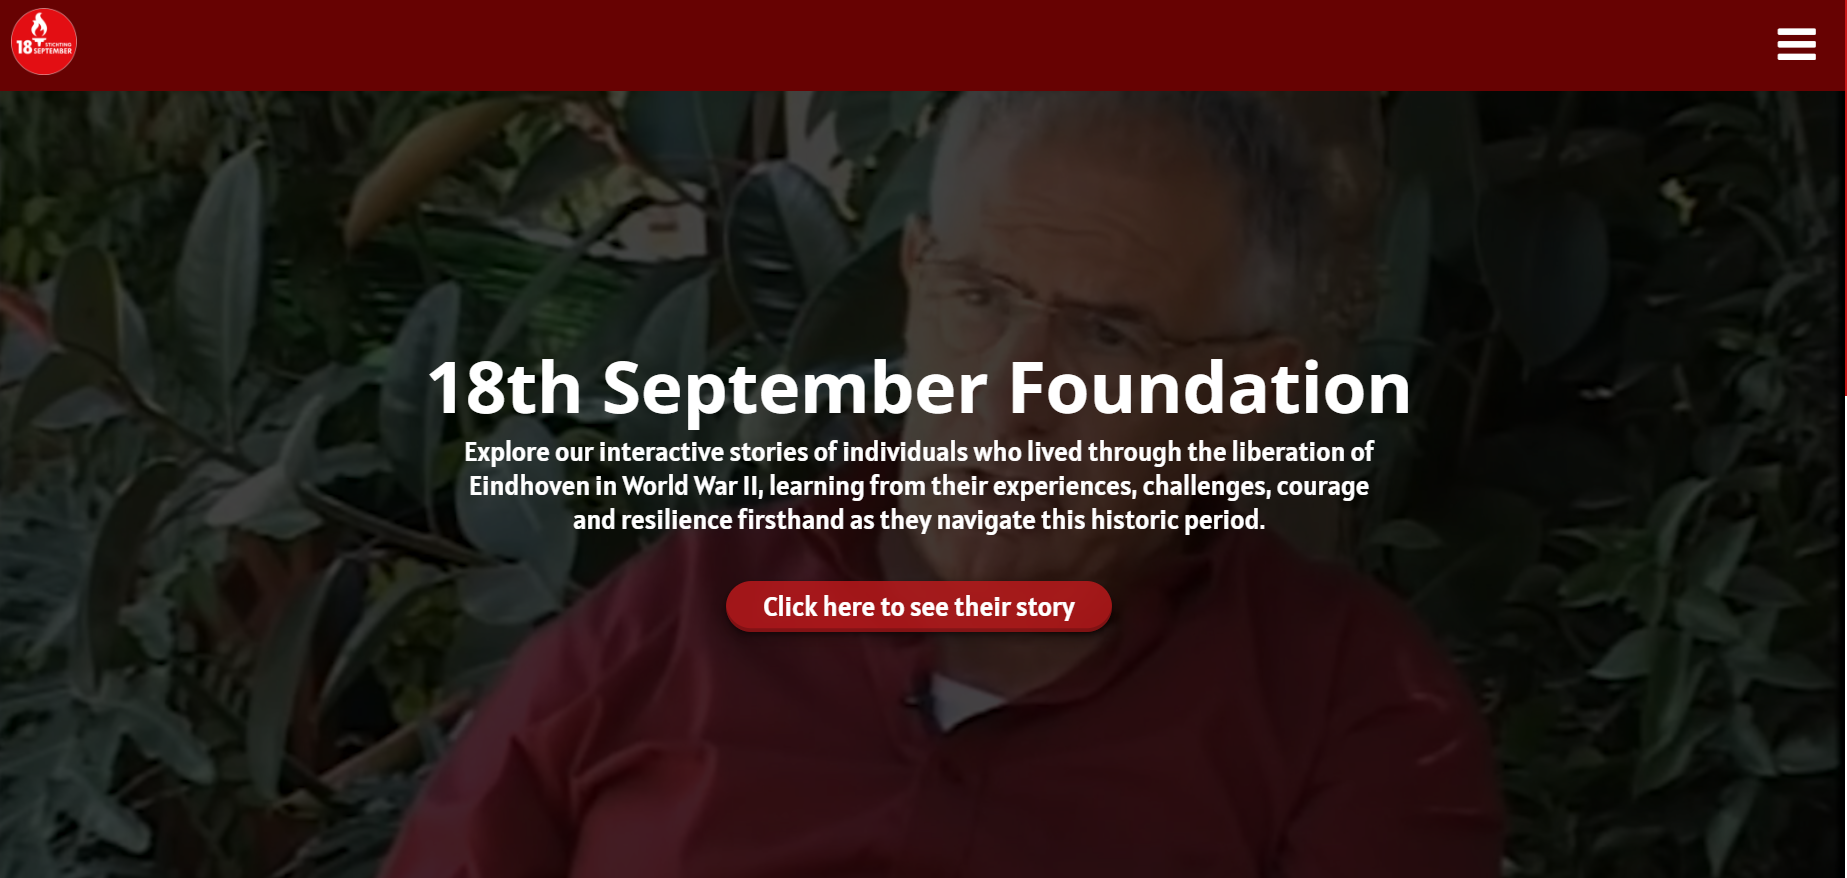 18 STICHTING
SEPTEMBER
18th September Foundation
Explore our interactive stories of individuals who lived through the liberation of
Eindhoven in World War II, learning from their experiences, challenges, courage
and resilience firsthand as they navigate this historic period.
Click here to see their story